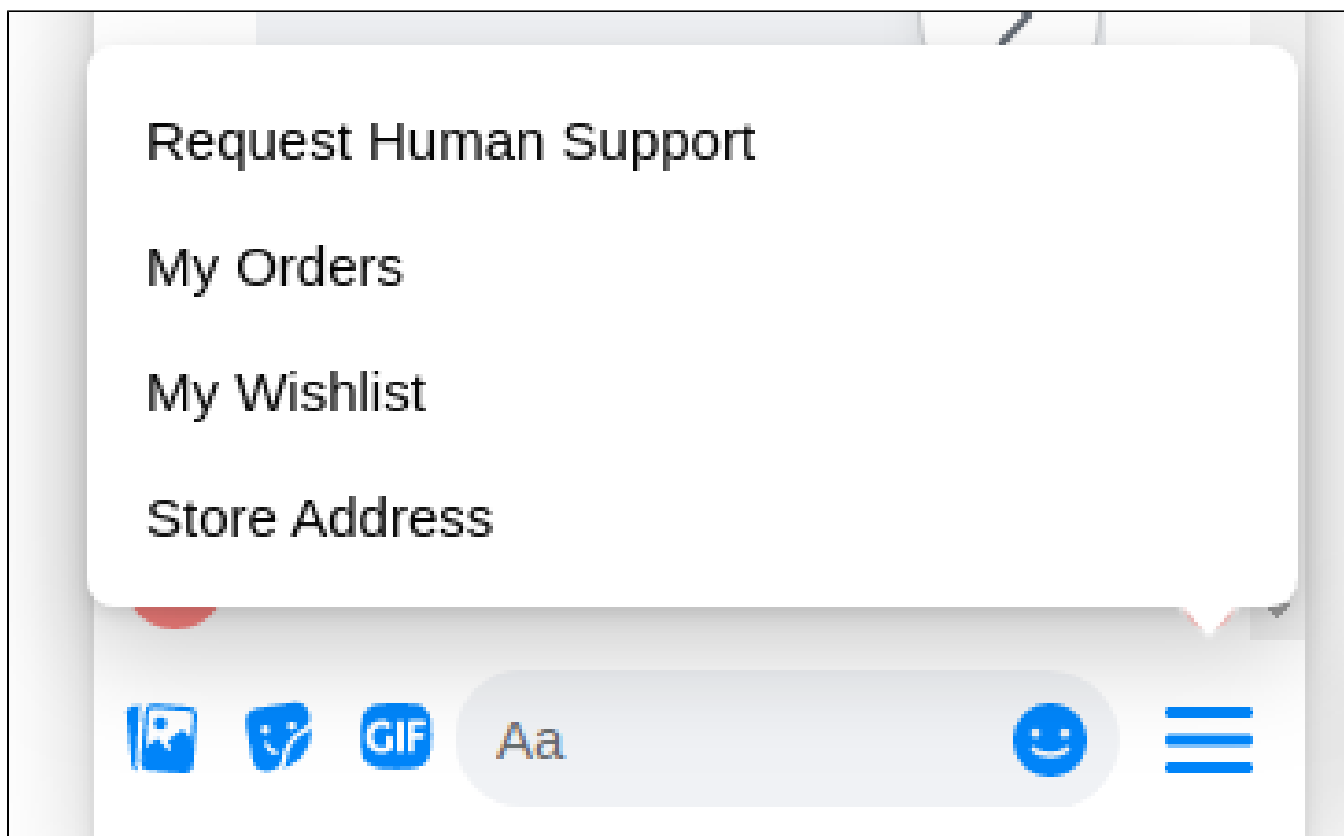 Request Human Support
My Orders
My Wishlist
Store Address
GIF
Aa